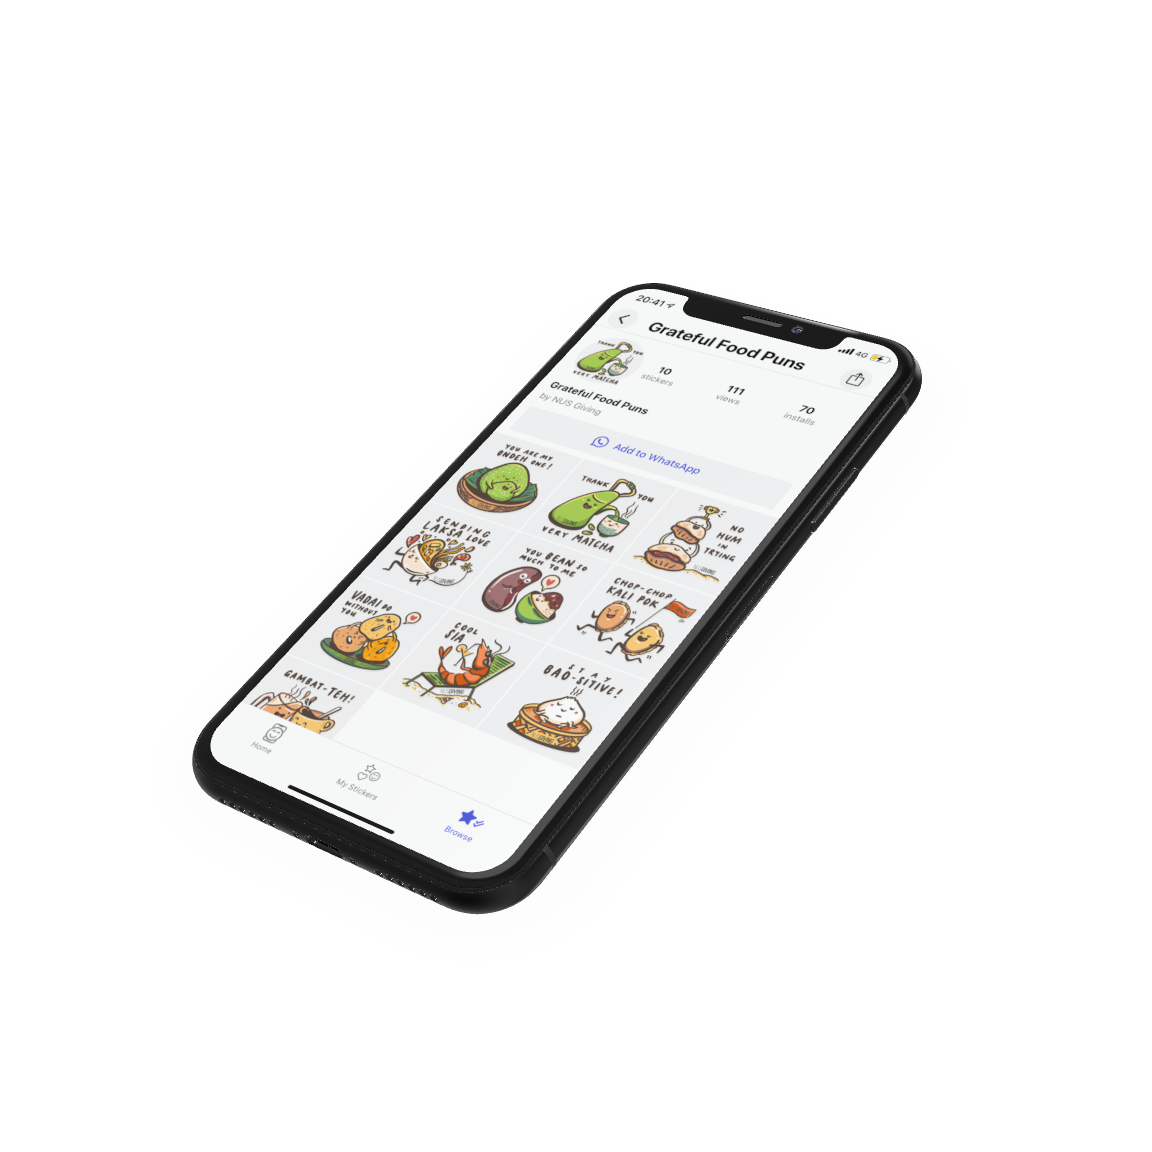 20:41
4G
Grateful Food Puns
THANK YOU
VERY MATCHA
10
stickers
111
views
70
installs
Grateful Food Puns
by NUS Giving
Add to WhatsApp
YOU ARE MY
ONDEH ONE!
THANK YOU
VERY MATCHA
NO
HUM
IN
TRYING
SENDING
LAKSA LOVE
YOU BEAN SO
MUCH TO ME
CHOP-CHOP
KALI POK
VADAI DO
WITHOUT
YOU
COOL
SIA
STAY
BAO-SITIVE!
GAMBAT-TEH!
Home
My Stickers
Browse